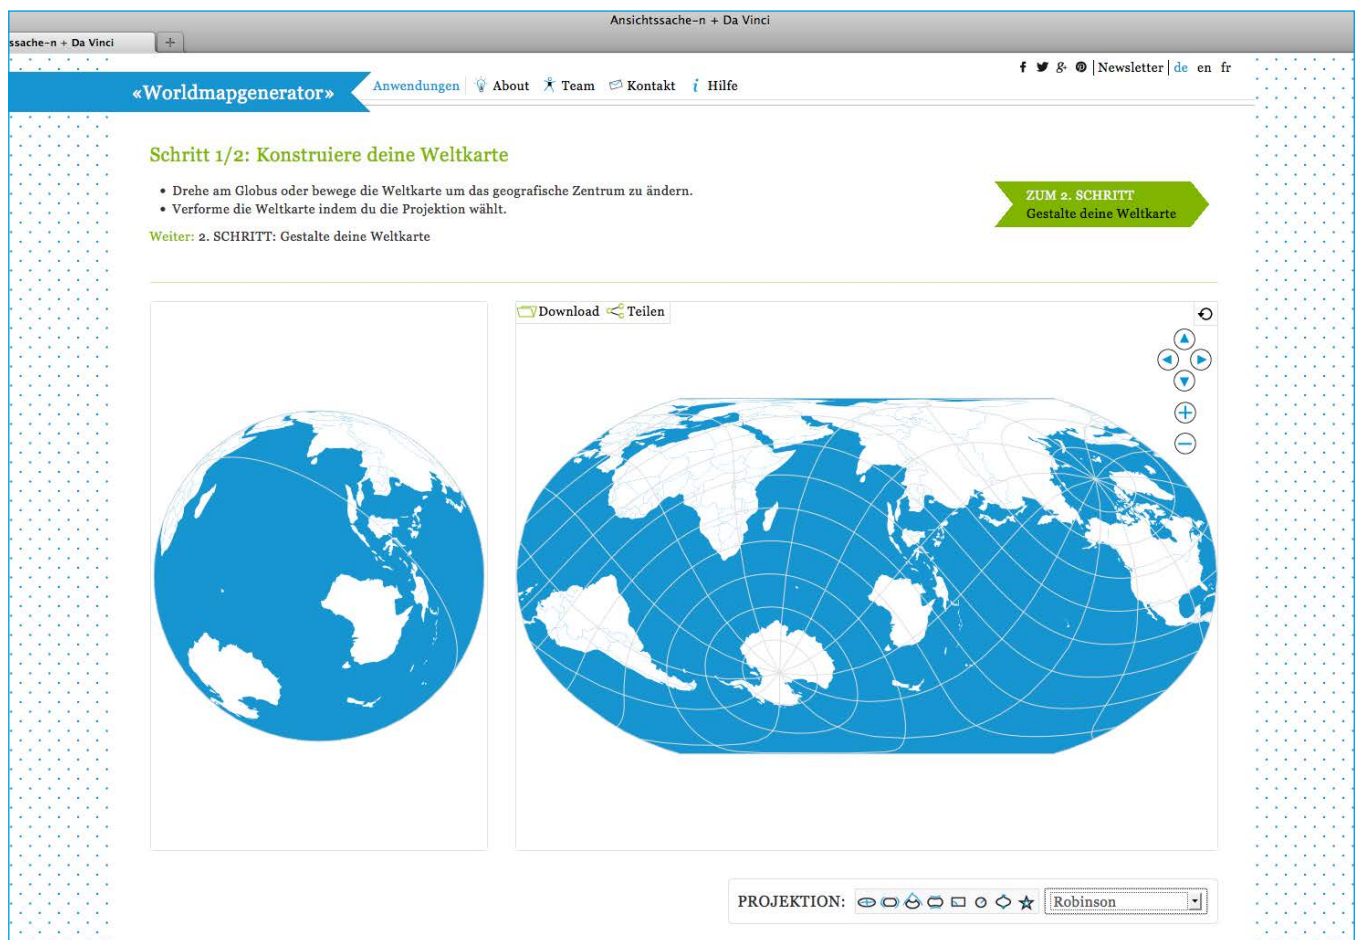 Ansichtssache-n + Da Vinci
ssache-n + Da Vinci
+
Newsletter | de en fr
«Worldmapgenerator»
Anwendungen About Team Kontakt i Hilfe
Schritt 1/2: Konstruiere deine Weltkarte
• Drehe am Globus oder bewege die Weltkarte um das geografische Zentrum zu ändern.
• Verforme die Weltkarte indem du die Projektion wählt.
Weiter: 2. SCHRITT: Gestalte deine Weltkarte
ZUM 2. SCHRITT
Gestalte deine Weltkarte
Download Teilen
PROJEKTION: Robinson